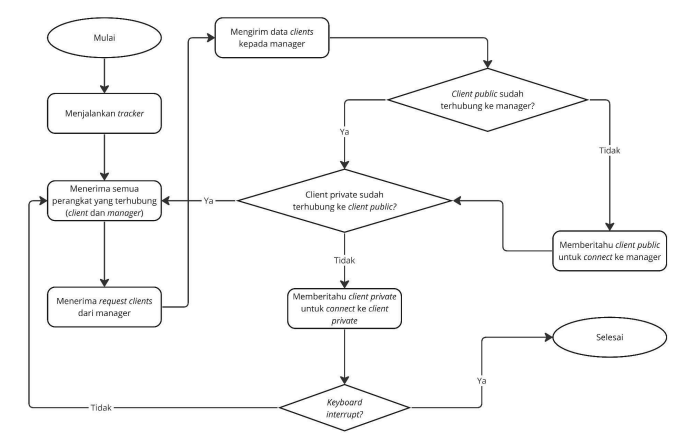 Mulai
Menjalankan tracker
Menerima semua
perangkat yang terhubung
(client dan manager)
Menerima request clients
dari manager
Mengirim data clients
kepada manager
Client public sudah
terhubung ke manager?
Ya
Tidak
Memberitahu client public
untuk connect ke manager
Client private sudah
terhubung ke client public?
Ya
Tidak
Memberitahu client private
untuk connect ke client
private
Keyboard
interrupt?
Tidak
Ya
Selesai